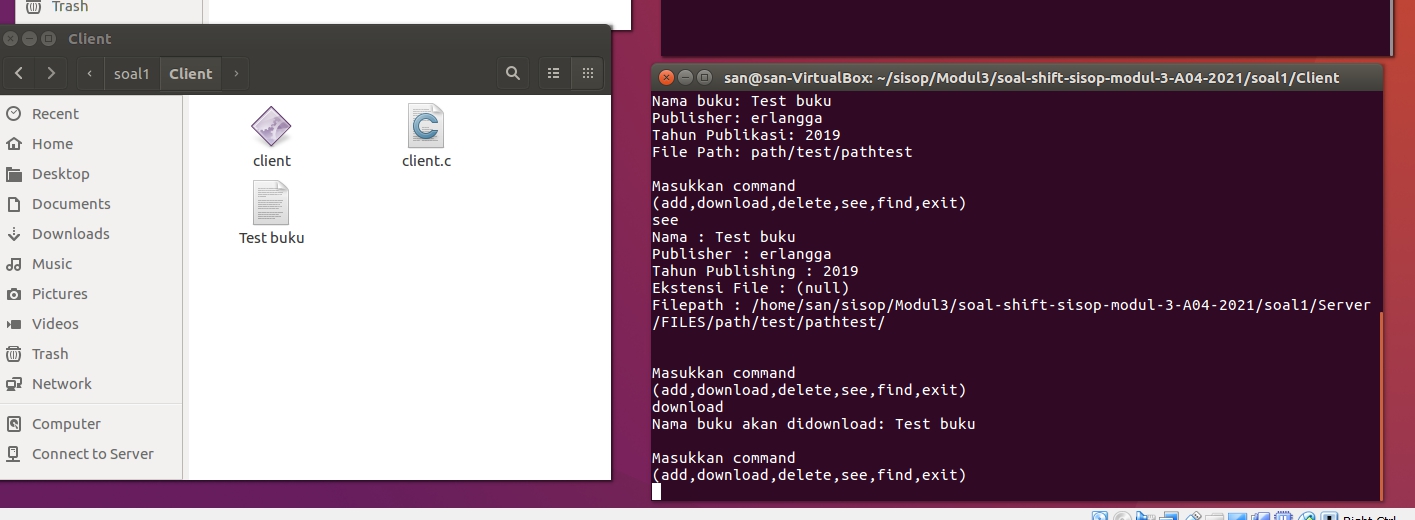 Trash
Client
soal1
Client
Recent
Home
Desktop
Documents
Downloads
Music
Pictures
Videos
Trash
Network
Computer
Connect to Server
client
client.c
Test buku
san@san-VirtualBox: ~/sisop/Modul3/soal-shift-sisop-modul-3-A04-2021/soal1/Client
Nama buku: Test buku
Publisher: erlangga
Tahun Publikasi: 2019
File Path: path/test/pathtest
Masukkan command
(add,download,delete,see,find,exit)
see
Nama : Test buku
Publisher : erlangga
Tahun Publishing : 2019
Ekstensi File : (null)
Filepath : /home/san/sisop/Modul3/soal-shift-sisop-modul-3-A04-2021/soal1/Server
/FILES/path/test/pathtest/
Masukkan command
(add,download,delete,see,find,exit)
download
Nama buku akan didownload: Test buku
Masukkan command
(add,download,delete,see,find,exit)
Right Ctrl